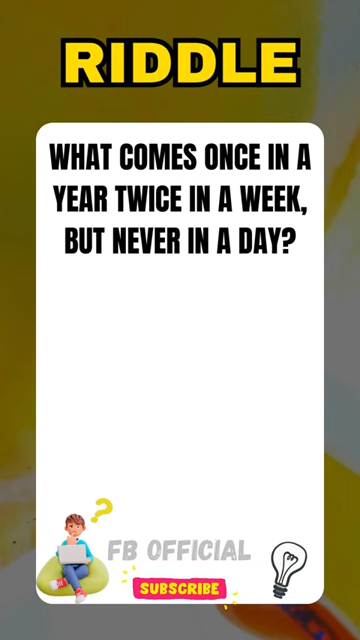 RIDDLE
WHAT COMES ONCE IN A
YEAR TWICE IN A WEEK,
BUT NEVER IN A DAY?
?
FB OFFICIAL
SUBSCRIBE